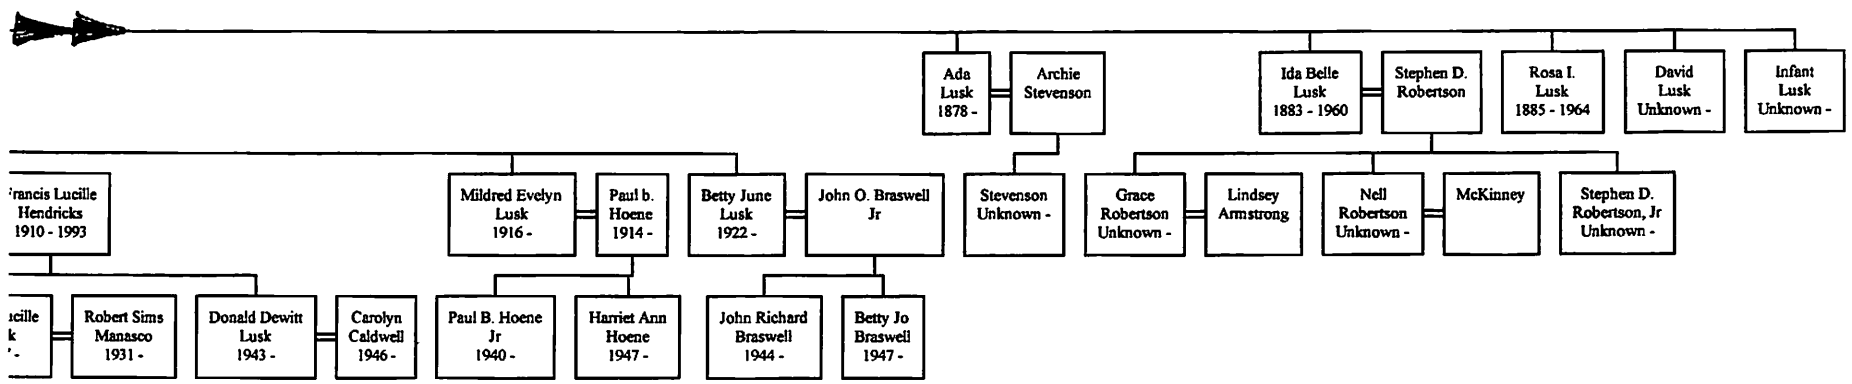 Ada
Lusk
1878 -
Archie
Stevenson
Ida Belle
Lusk
1883 - 1960
Stephen D.
Robertson
Rosa I.
Lusk
1885 - 1964
David
Lusk
Unknown -
Infant
Lusk
Unknown -
Francis Lucille
Hendricks
1910 - 1993
Mildred Evelyn
Lusk
1916 -
Paul b.
Hoene
1914 -
Betty June
Lusk
1922 -
John O. Braswell
Jr
Stevenson
Unknown -
Grace
Robertson
Unknown -
Lindsey
Armstrong
Nell
Robertson
Unknown -
McKinney
Stephen D.
Robertson, Jr
Unknown -
Robert Sims
Manasco
1931 -
Donald Dewitt
Lusk
1943 -
Carolyn
Caldwell
1946 -
Paul B. Hoene
Jr
1940 -
Harriet Ann
Hoene
1947 -
John Richard
Braswell
1944 -
Betty Jo
Braswell
1947 -